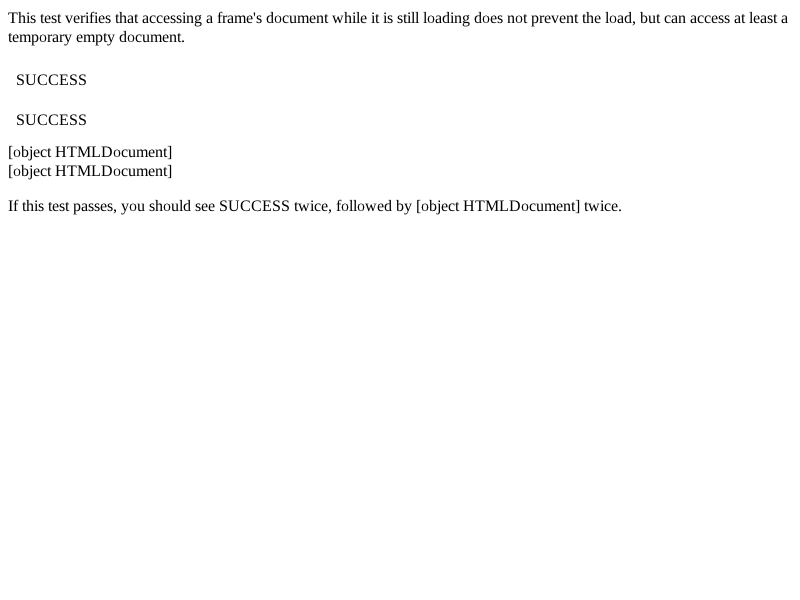 This test verifies that accessing a frame's document while it is still loading does not prevent the load, but can access at least a
temporary empty document.
SUCCESS
SUCCESS
[object HTMLDocument]
[object HTMLDocument]
If this test passes, you should see SUCCESS twice, followed by [object HTMLDocument] twice.